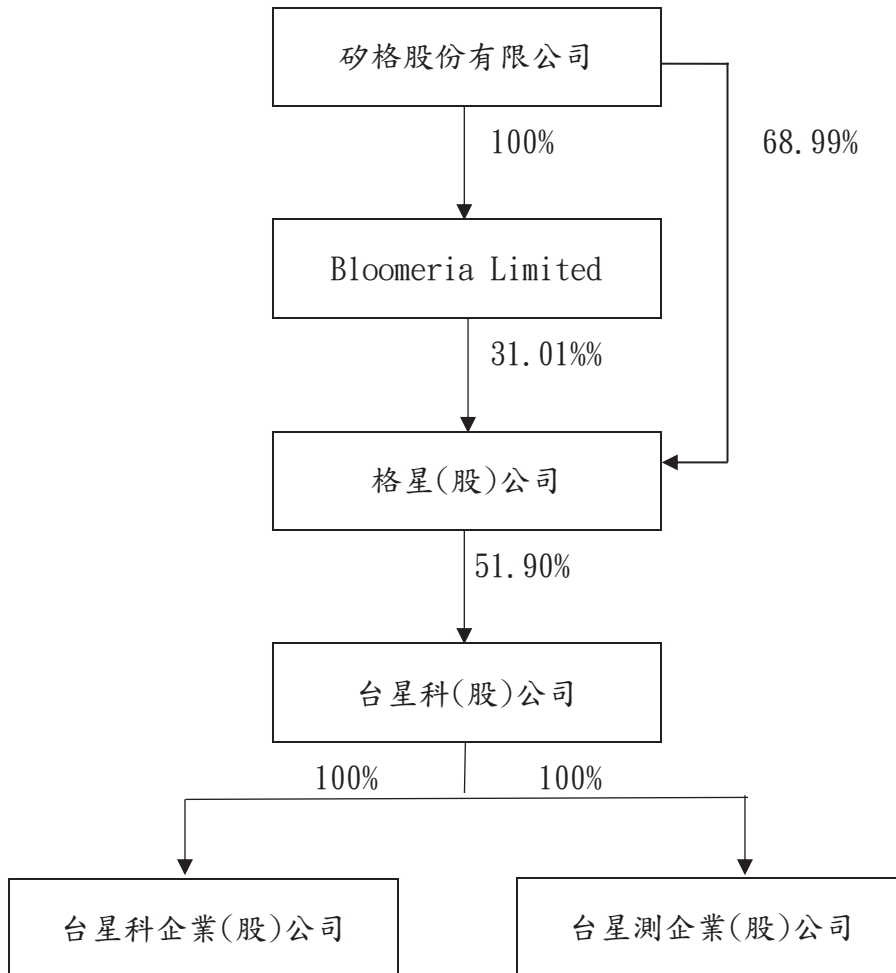 矽格股份有限公司
100%
68.99%
Bloomeria Limited
31.01%%
格星(股)公司
51.90%
台星科(股)公司
100%
100%
台星科企業(股)公司
台星測企業(股)公司